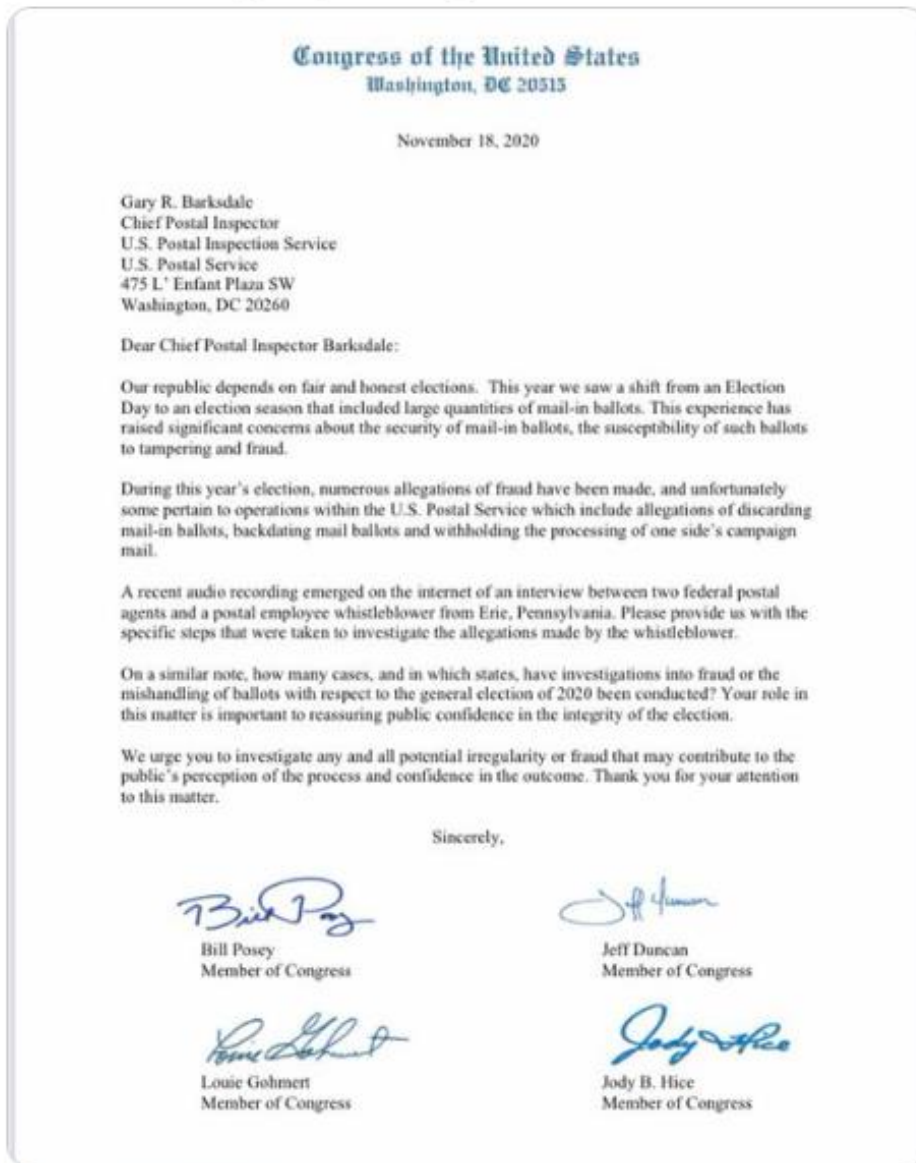 Congress of the United States
Washington, DC 20515
November 18, 2020
Gary R. Barksdale
Chief Postal Inspector
U.S. Postal Inspection Service
U.S. Postal Service
475 L' Enfant Plaza SW
Washington, DC 20260
Dear Chief Postal Inspector Barksdale:
Our republic depends on fair and honest elections.  This year we saw a shift from an Election
Day to an election season that included large quantities of mail-in ballots. This experience has
raised significant concerns about the security of mail-in ballots, the susceptibility of such ballots
to tampering and fraud.
During this year's election, numerous allegations of fraud have been made, and unfortunately
some pertain to operations within the U.S. Postal Service which include allegations of discarding
mail-in ballots, backdating mail ballots and withholding the processing of one side's campaign
mail.
A recent audio recording emerged on the internet of an interview between two federal postal
agents and a postal employee whistleblower from Erie, Pennsylvania. Please provide us with the
specific steps that were taken to investigate the allegations made by the whistleblower.
On a similar note, how many cases, and in which states, have investigations into fraud or the
mishandling of ballots with respect to the general election of 2020 been conducted? Your role in
this matter is important to reassuring public confidence in the integrity of the election.
We urge you to investigate any and all potential irregularity or fraud that may contribute to the
public's perception of the process and confidence in the outcome. Thank you for your attention
to this matter.
Sincerely,
Bill Posey
Bill Posey
Member of Congress
Jeff Duncan
Jeff Duncan
Member of Congress
Louie Gohmert
Louie Gohmert
Member of Congress
Jody Hice
Jody B. Hice
Member of Congress